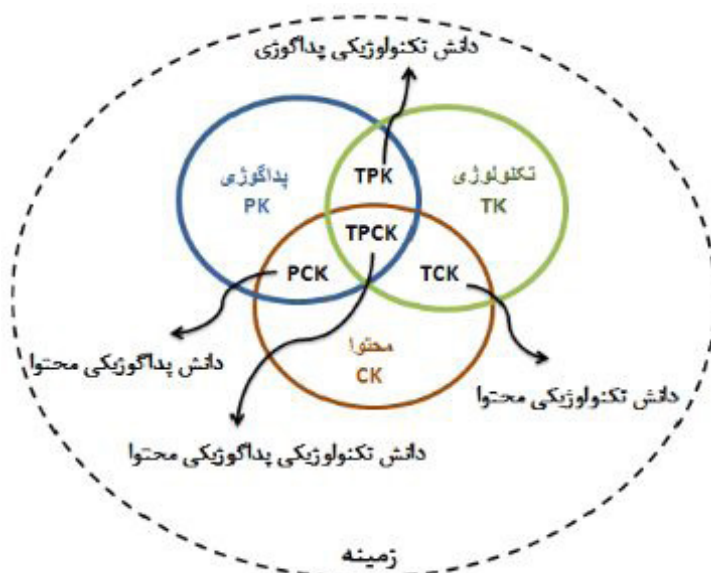 دانش تکنولوژیکی پداگوژی
پداگوژی
PK
TPK
تکنولوژی
TK
TPCK
PCK
TCK
محتوا
CK
دانش پداگوژیکی محتوا
دانش تکنولوژیکی محتوا
دانش تکنولوژیکی پداگوژیکی محتوا
زمینه